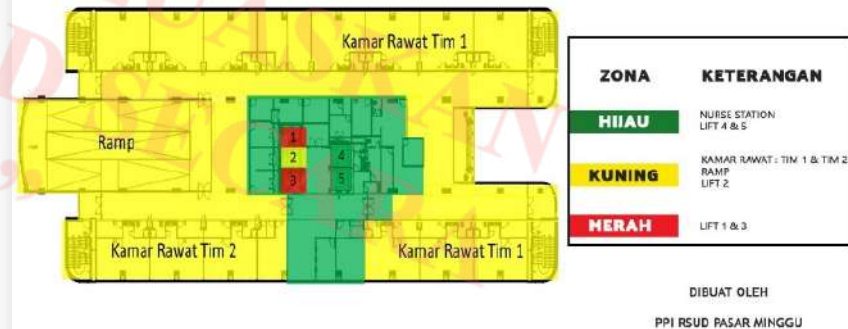 Kamar Rawat Tim 1
Ramp
1
2
3
4
5
Kamar Rawat Tim 2
Kamar Rawat Tim 1
ZONA KETERANGAN
HIJAU
NURSE STATION
LIFT 4 & 5
KUNING
KAMAR RAWAT : TIM 1 & TIM 2
RAMP
LIFT 2
MERAH
LIFT 1 & 3
DIBUAT OLEH
PPI RSUD PASAR MINGGU